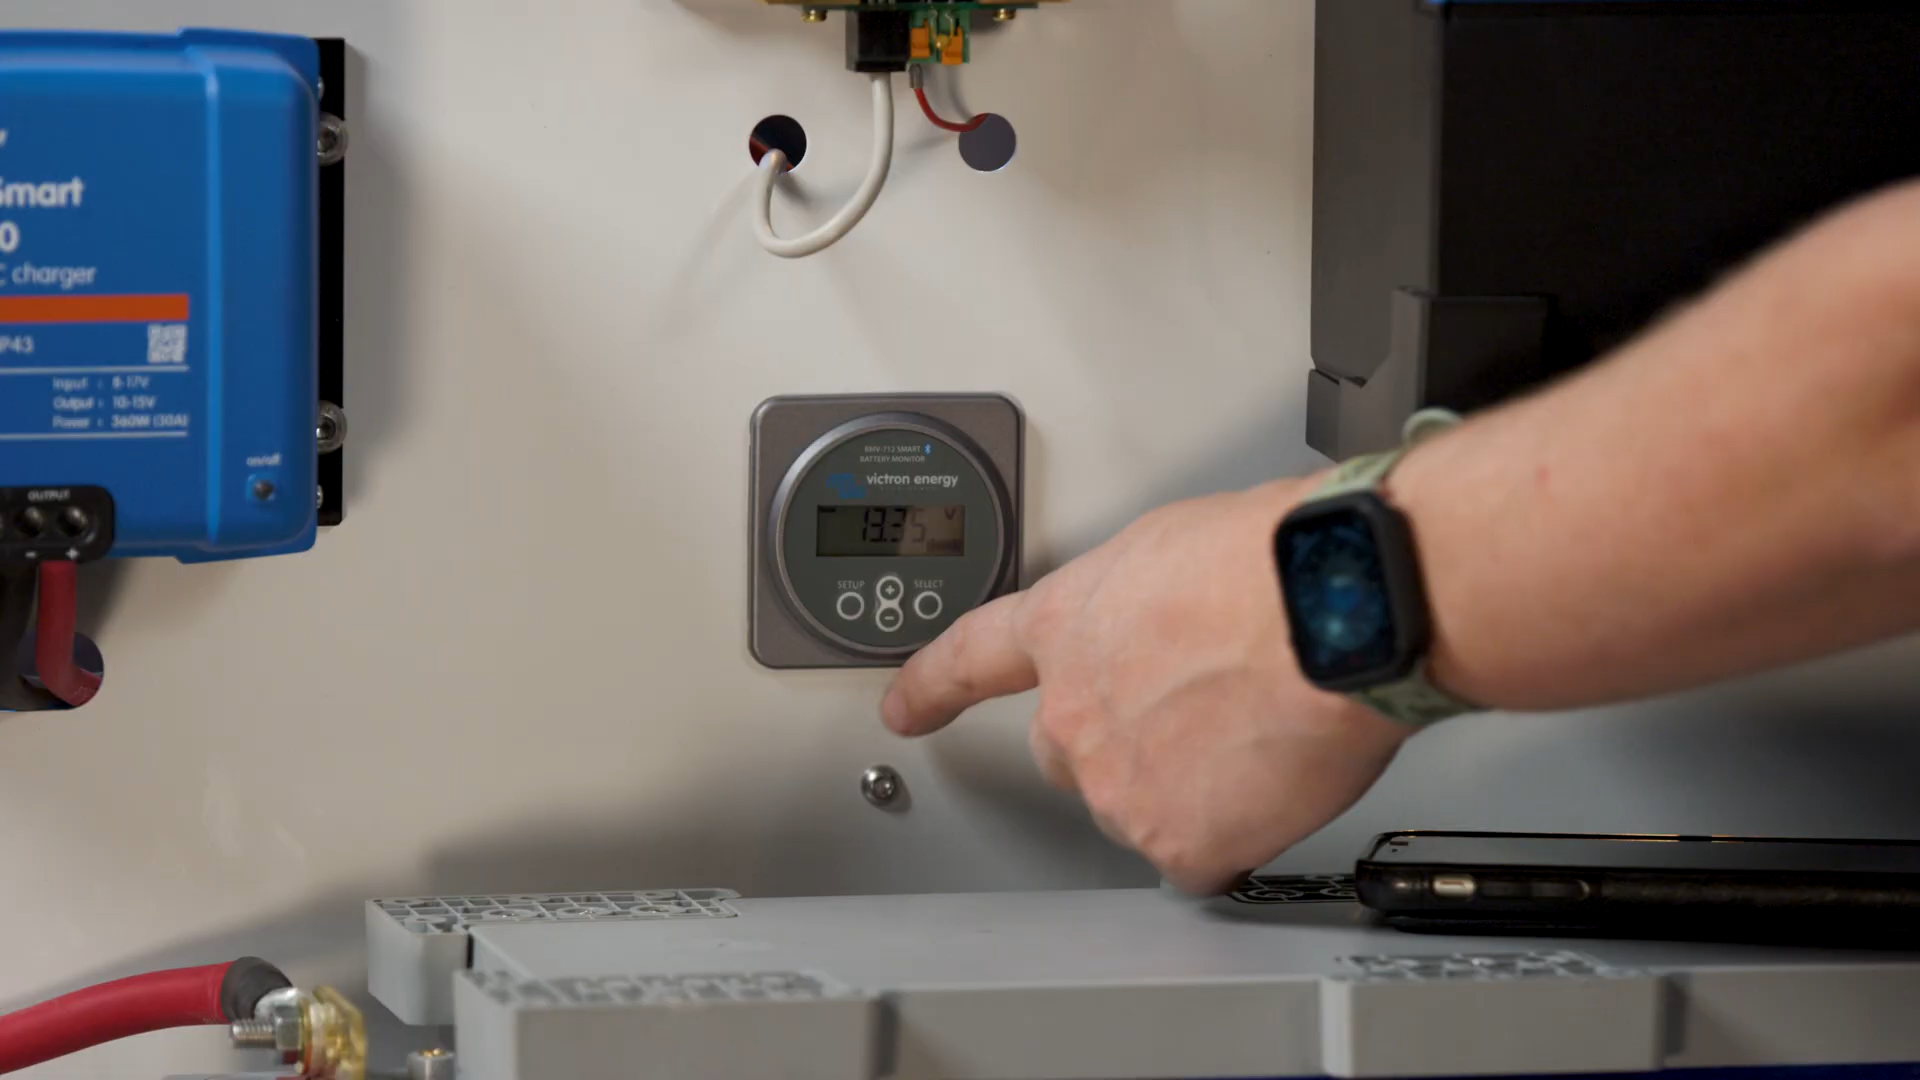 Smart
0
C charger
IP43
Input : 8-17V
Output : 10-15V
Power : 360W (30A)
on/off
OUTPUT
- +
BMV-712 SMART
BATTERY MONITOR
victron energy
13.35 V
SETUP + SELECT
-